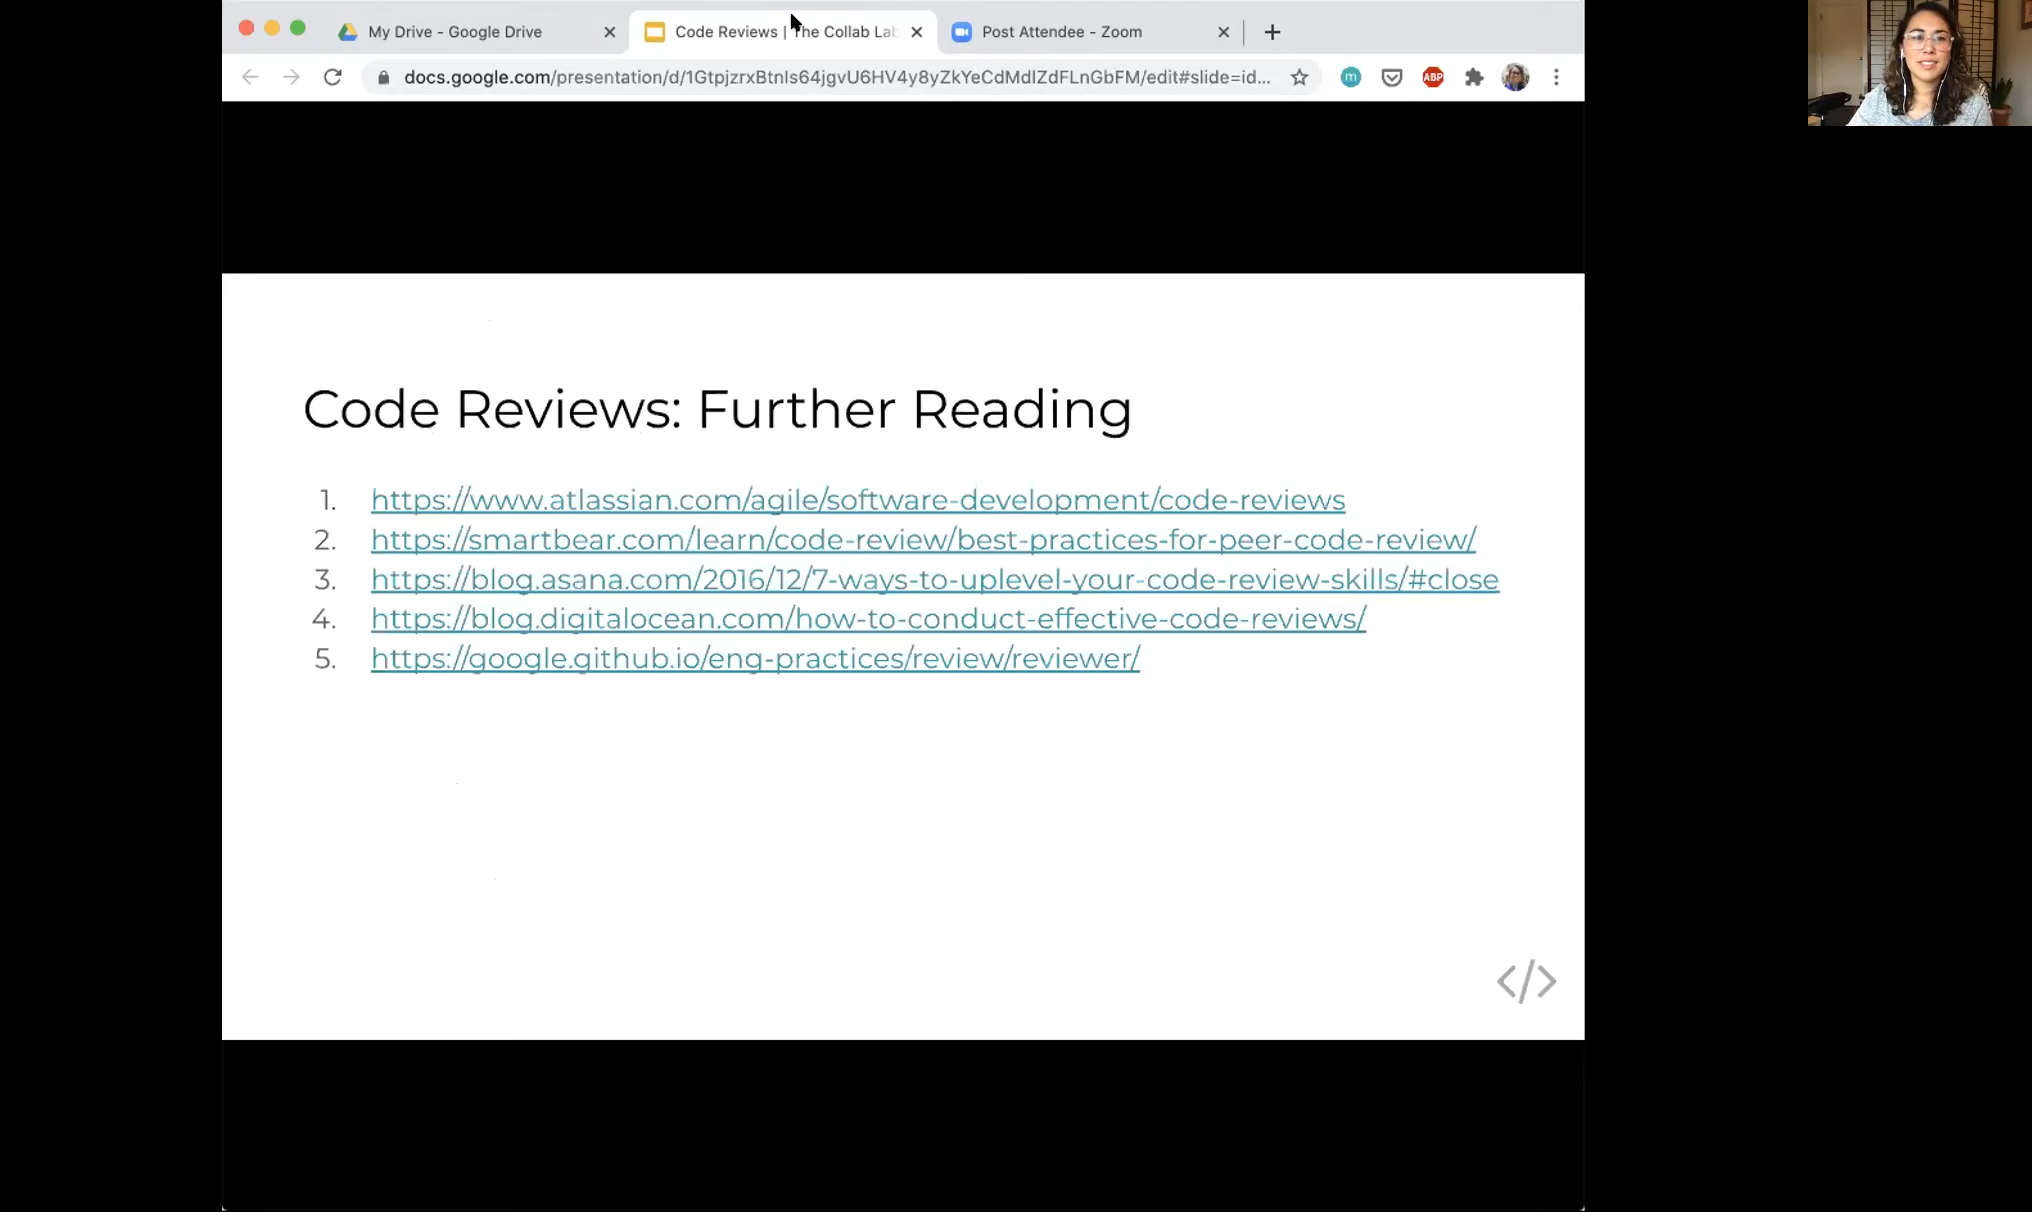 My Drive - Google Drive
Code Reviews | The Collab Lab
Post Attendee - Zoom
docs.google.com/presentation/d/1GtpjzrxBtnIs64jgvU6HV4y8yZkYeCdMdIZdFLnGbFM/edit#slide=id...
m
ABP
Code Reviews: Further Reading
1. https://www.atlassian.com/agile/software-development/code-reviews
2. https://smartbear.com/learn/code-review/best-practices-for-peer-code-review/
3. https://blog.asana.com/2016/12/7-ways-to-uplevel-your-code-review-skills/#close
4. https://blog.digitalocean.com/how-to-conduct-effective-code-reviews/
5. https://google.github.io/eng-practices/review/reviewer/
</>